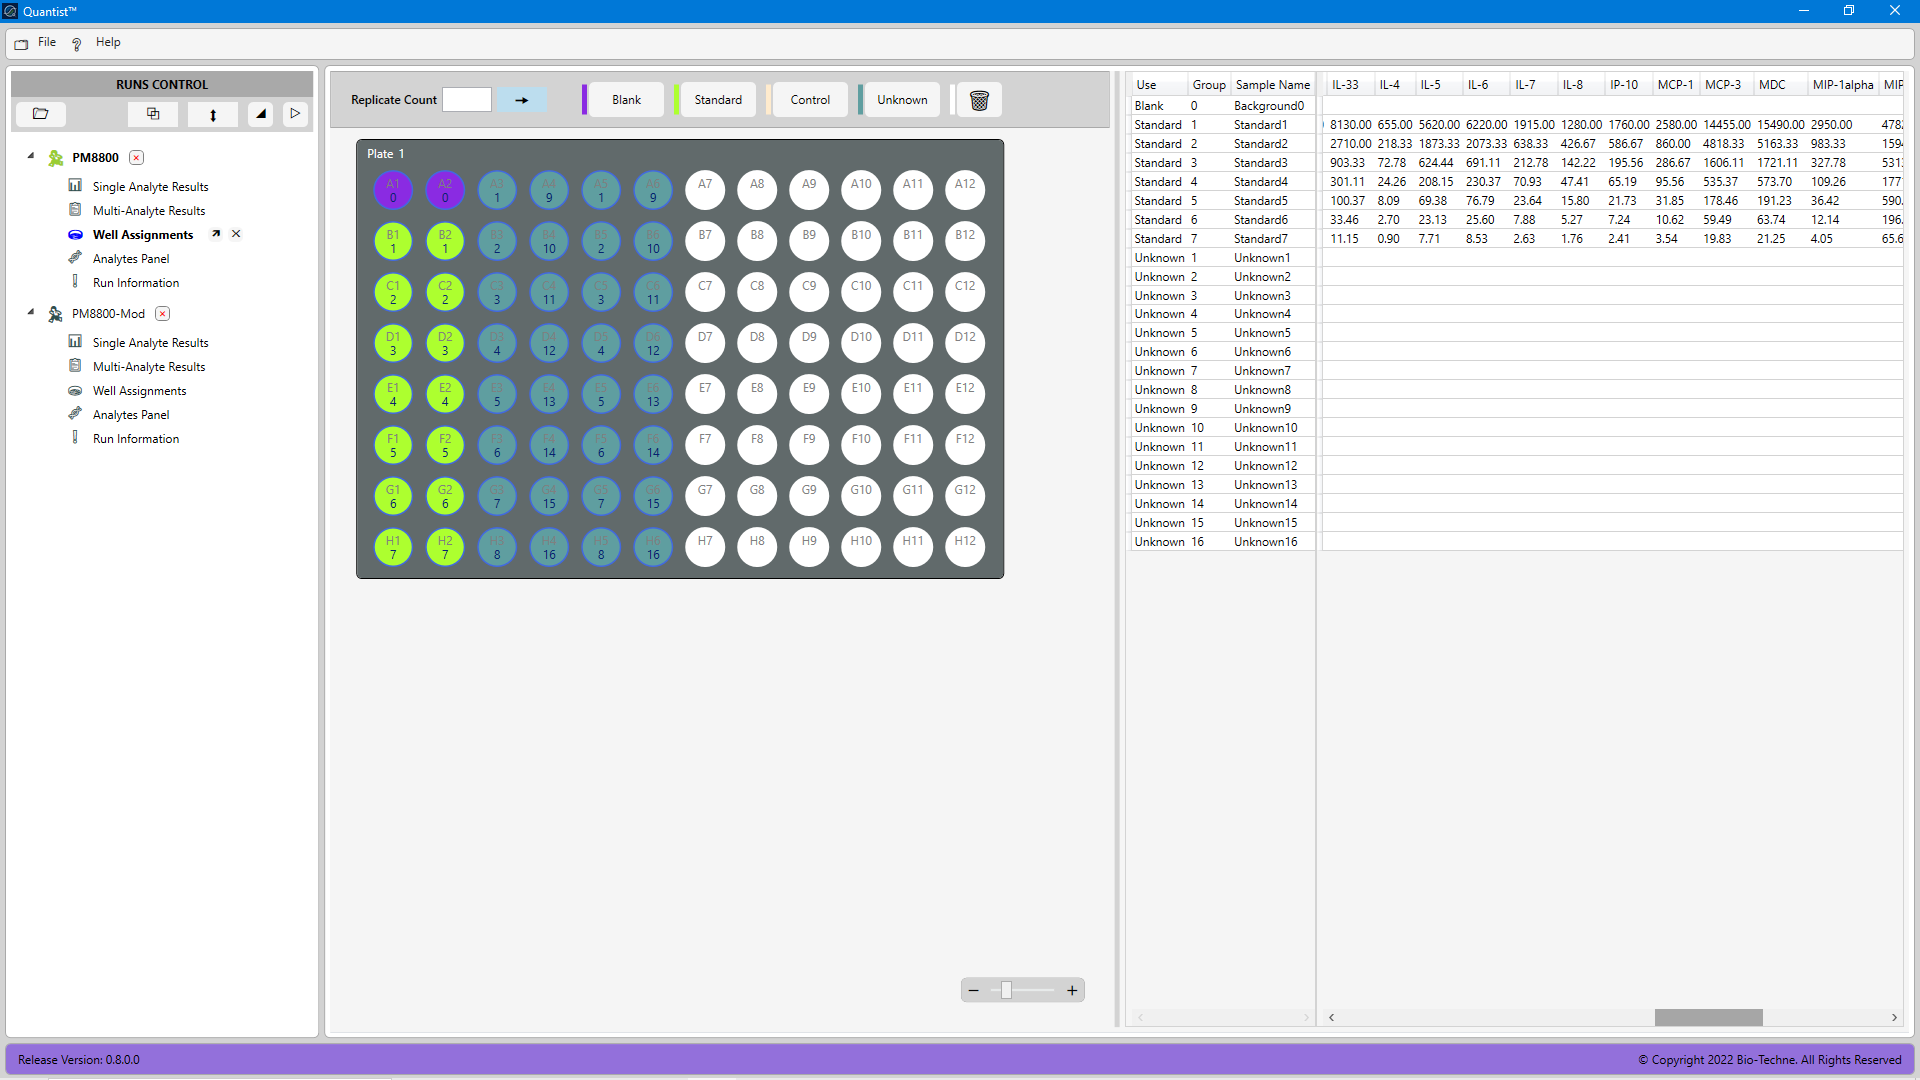 Quantist™
File Help
RUNS CONTROL
PM8800
Single Analyte Results
Multi-Analyte Results
Well Assignments
Analytes Panel
Run Information
PM8800-Mod
Single Analyte Results
Multi-Analyte Results
Well Assignments
Analytes Panel
Run Information
Replicate Count Blank Standard Control Unknown
Plate 1
A1 A2 A3 A4 A5 A6 A7 A8 A9 A10 A11 A12
0 0 1 9 1 9
B1 B2 B3 B4 B5 B6 B7 B8 B9 B10 B11 B12
1 1 2 10 2 10
C1 C2 C3 C4 C5 C6 C7 C8 C9 C10 C11 C12
2 2 3 11 3 11
D1 D2 D3 D4 D5 D6 D7 D8 D9 D10 D11 D12
3 3 4 12 4 12
E1 E2 E3 E4 E5 E6 E7 E8 E9 E10 E11 E12
4 4 5 13 5 13
F1 F2 F3 F4 F5 F6 F7 F8 F9 F10 F11 F12
5 5 6 14 6 14
G1 G2 G3 G4 G5 G6 G7 G8 G9 G10 G11 G12
6 6 7 15 7 15
H1 H2 H3 H4 H5 H6 H7 H8 H9 H10 H11 H12
7 7 8 16 8 16
Use Group Sample Name IL-33 IL-4 IL-5 IL-6 IL-7 IL-8 IP-10 MCP-1 MCP-3 MDC MIP-1alpha MIP
Blank 0 Background0
Standard 1 Standard1 8130.00 655.00 5620.00 6220.00 1915.00 1280.00 1760.00 2580.00 14455.00 15490.00 2950.00 4782
Standard 2 Standard2 2710.00 218.33 1873.33 2073.33 638.33 426.67 586.67 860.00 4818.33 5163.33 983.33 1594
Standard 3 Standard3 903.33 72.78 624.44 691.11 212.78 142.22 195.56 286.67 1606.11 1721.11 327.78 531
Standard 4 Standard4 301.11 24.26 208.15 230.37 70.93 47.41 65.19 95.56 535.37 573.70 109.26 177
Standard 5 Standard5 100.37 8.09 69.38 76.79 23.64 15.80 21.73 31.85 178.46 191.23 36.42 590.
Standard 6 Standard6 33.46 2.70 23.13 25.60 7.88 5.27 7.24 10.62 59.49 63.74 12.14 196.
Standard 7 Standard7 11.15 0.90 7.71 8.53 2.63 1.76 2.41 3.54 19.83 21.25 4.05 65.6
Unknown 1 Unknown1
Unknown 2 Unknown2
Unknown 3 Unknown3
Unknown 4 Unknown4
Unknown 5 Unknown5
Unknown 6 Unknown6
Unknown 7 Unknown7
Unknown 8 Unknown8
Unknown 9 Unknown9
Unknown 10 Unknown10
Unknown 11 Unknown11
Unknown 12 Unknown12
Unknown 13 Unknown13
Unknown 14 Unknown14
Unknown 15 Unknown15
Unknown 16 Unknown16
Release Version: 0.8.0.0
© Copyright 2022 Bio-Techne. All Rights Reserved